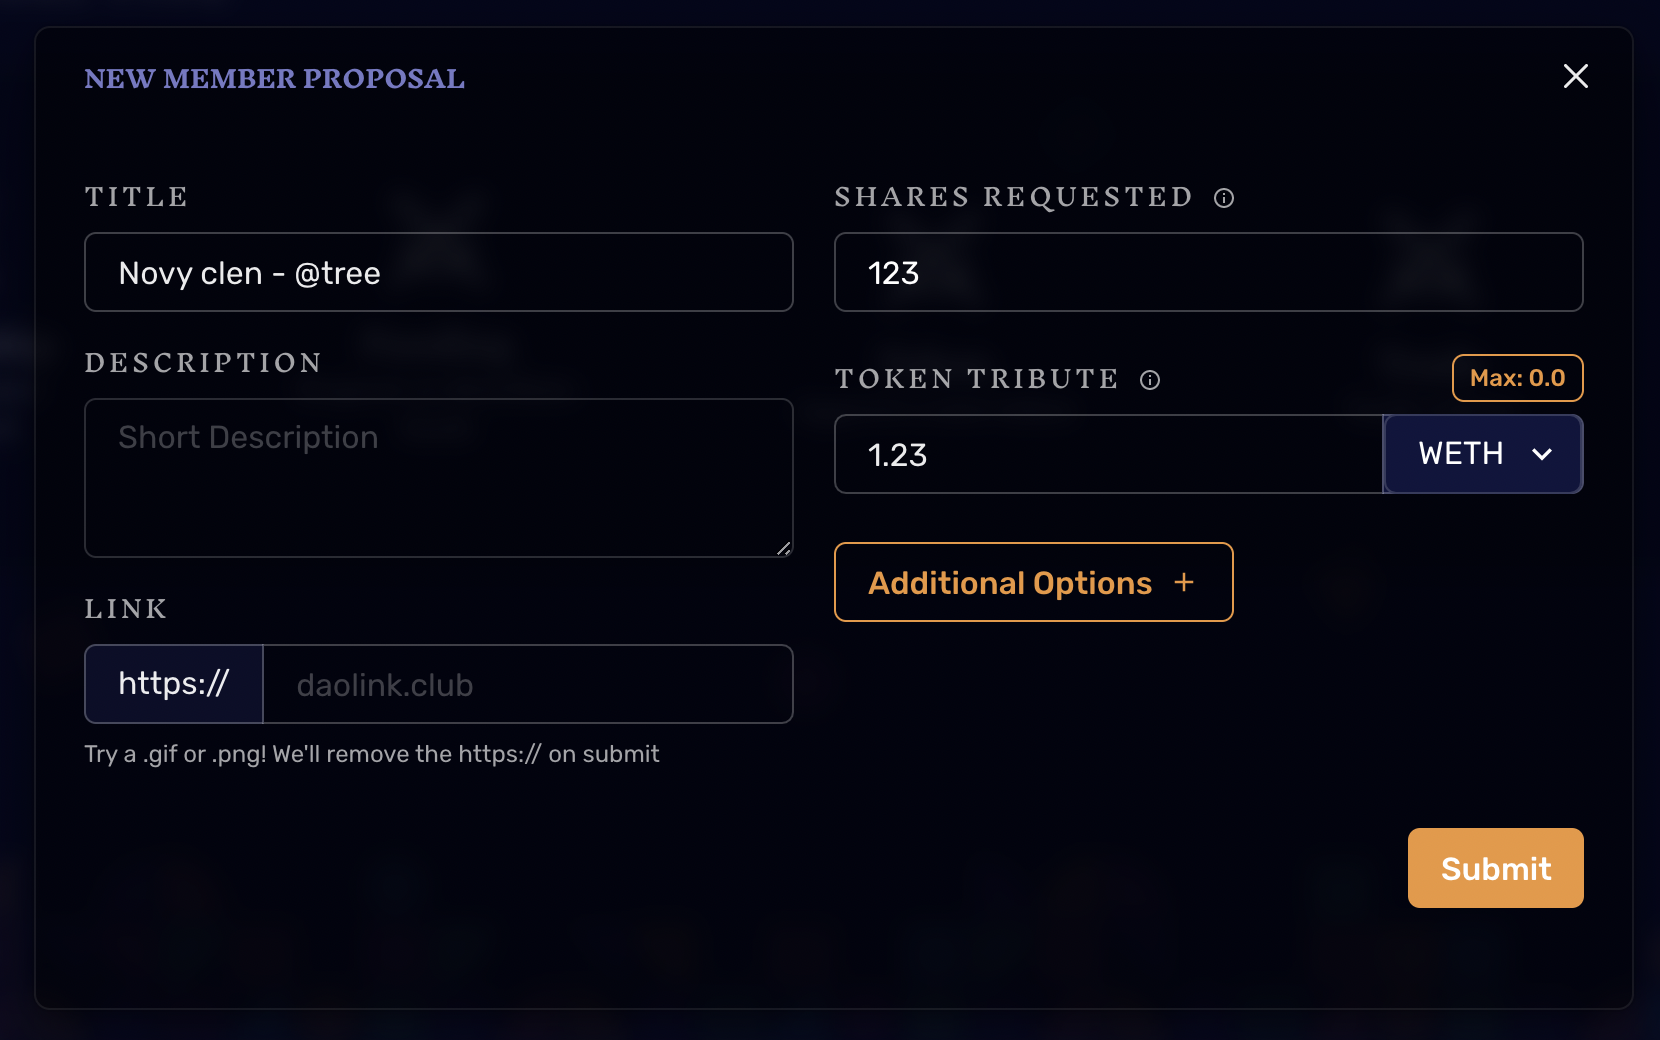 NEW MEMBER PROPOSAL
TITLE
Novy clen - @tree
DESCRIPTION
Short Description
LINK
https://
daolink.club
Try a .gif or .png! We'll remove the https:// on submit
SHARES REQUESTED
123
TOKEN TRIBUTE
Max: 0.0
1.23
WETH
Additional Options +
Submit